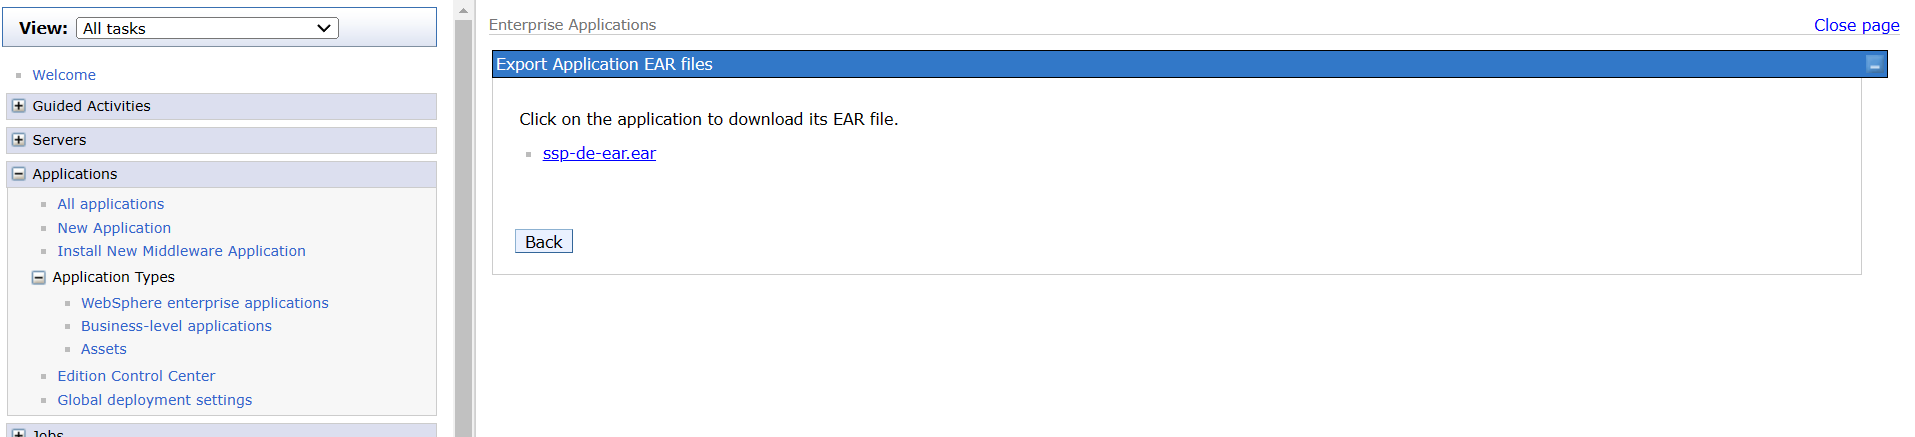 View: All tasks
Welcome
Guided Activities
Servers
Applications
All applications
New Application
Install New Middleware Application
Application Types
WebSphere enterprise applications
Business-level applications
Assets
Edition Control Center
Global deployment settings
Jobs
Enterprise Applications
Close page
Export Application EAR files
Click on the application to download its EAR file.
ssp-de-ear.ear
Back